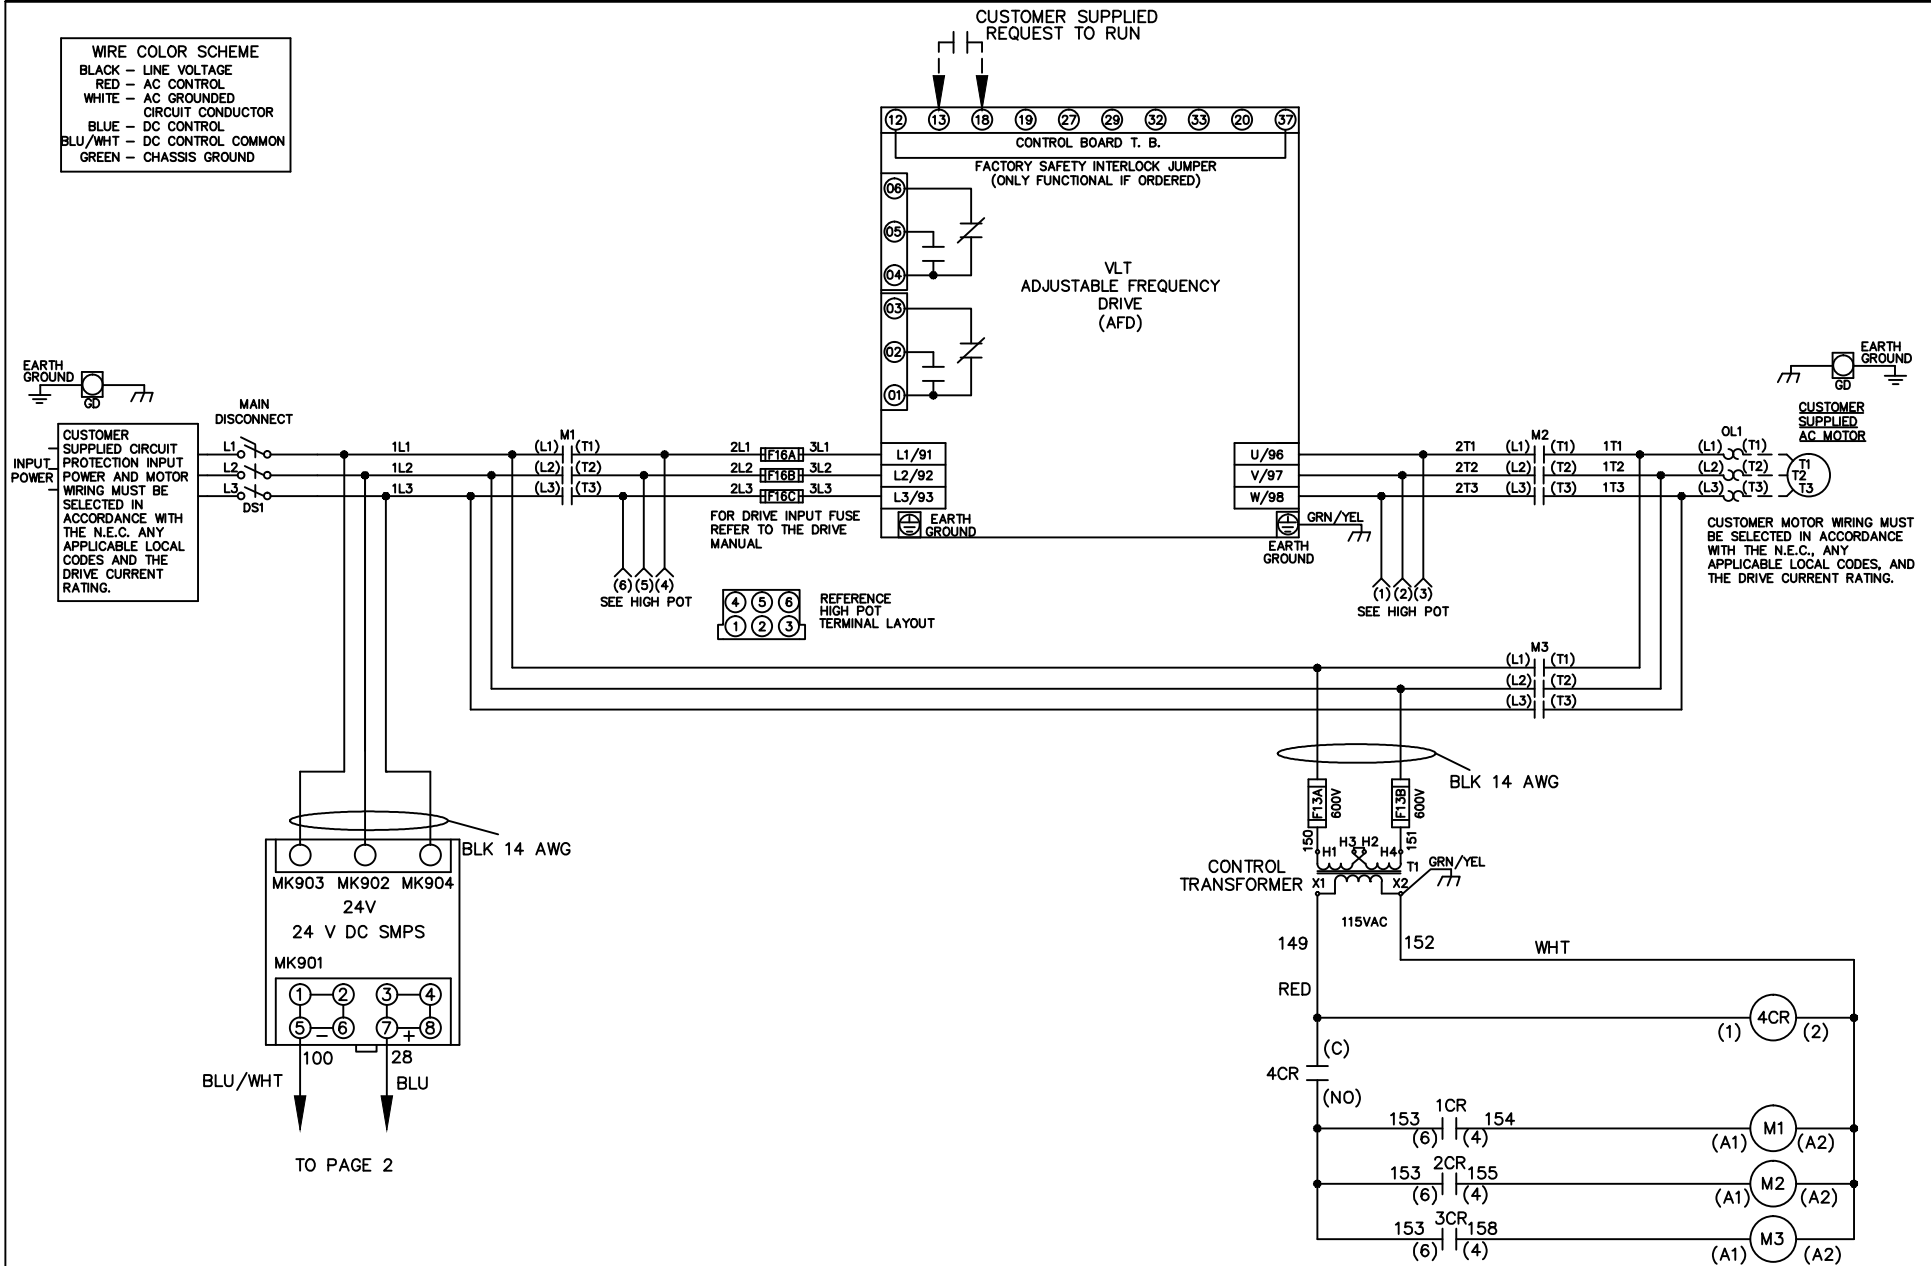 CUSTOMER SUPPLIED
REQUEST TO RUN
WIRE COLOR SCHEME
BLACK – LINE VOLTAGE
RED – AC CONTROL
WHITE – AC GROUNDED
CIRCUIT CONDUCTOR
BLUE – DC CONTROL
BLU/WHT – DC CONTROL COMMON
GREEN – CHASSIS GROUND
12 13 18 19 27 29 32 33 20 37
CONTROL BOARD T. B.
FACTORY SAFETY INTERLOCK JUMPER
(ONLY FUNCTIONAL IF ORDERED)
06
05
04
03
02
01
VLT
ADJUSTABLE FREQUENCY
DRIVE
(AFD)
EARTH
GROUND
GD
MAIN
DISCONNECT
INPUT
POWER
CUSTOMER
SUPPLIED CIRCUIT
PROTECTION INPUT
POWER AND MOTOR
WIRING MUST BE
SELECTED IN
ACCORDANCE WITH
THE N.E.C. ANY
APPLICABLE LOCAL
CODES AND THE
DRIVE CURRENT
RATING.
L1
L2
L3
DS1
1L1
1L2
1L3
M1
(L1) (T1)
(L2) (T2)
(L3) (T3)
2L1 F16A 3L1
2L2 F16B 3L2
2L3 F16C 3L3
FOR DRIVE INPUT FUSE
REFER TO THE DRIVE
MANUAL
L1/91
L2/92
L3/93
EARTH
GROUND
U/96
V/97
W/98
GRN/YEL
EARTH
GROUND
2T1
2T2
2T3
M2
(L1) (T1)
(L2) (T2)
(L3) (T3)
1T1
1T2
1T3
OL1
(L1) (T1)
(L2) (T2)
(L3) (T3)
T1
T2
T3
EARTH
GROUND
GD
CUSTOMER
SUPPLIED
AC MOTOR
CUSTOMER MOTOR WIRING MUST
BE SELECTED IN ACCORDANCE
WITH THE N.E.C., ANY
APPLICABLE LOCAL CODES, AND
THE DRIVE CURRENT RATING.
(6) (5) (4)
SEE HIGH POT
4 5 6
1 2 3
REFERENCE
HIGH POT
TERMINAL LAYOUT
(1) (2) (3)
SEE HIGH POT
M3
(L1) (T1)
(L2) (T2)
(L3) (T3)
BLK 14 AWG
MK903 MK902 MK904
24V
24 V DC SMPS
MK901
1 2 3 4
5 – 6 7 + 8
100
28
BLU/WHT
BLU
TO PAGE 2
BLK 14 AWG
F13A
600V
F13B
600V
150
151
H1 H3 H2 H4
T1
GRN/YEL
CONTROL
TRANSFORMER
X1 X2
115VAC
149
152
WHT
RED
(1) 4CR (2)
(C)
4CR
(NO)
1CR
153 154
(6) (4)
(A1) M1 (A2)
2CR
153 155
(6) (4)
(A1) M2 (A2)
3CR
153 158
(6) (4)
(A1) M3 (A2)